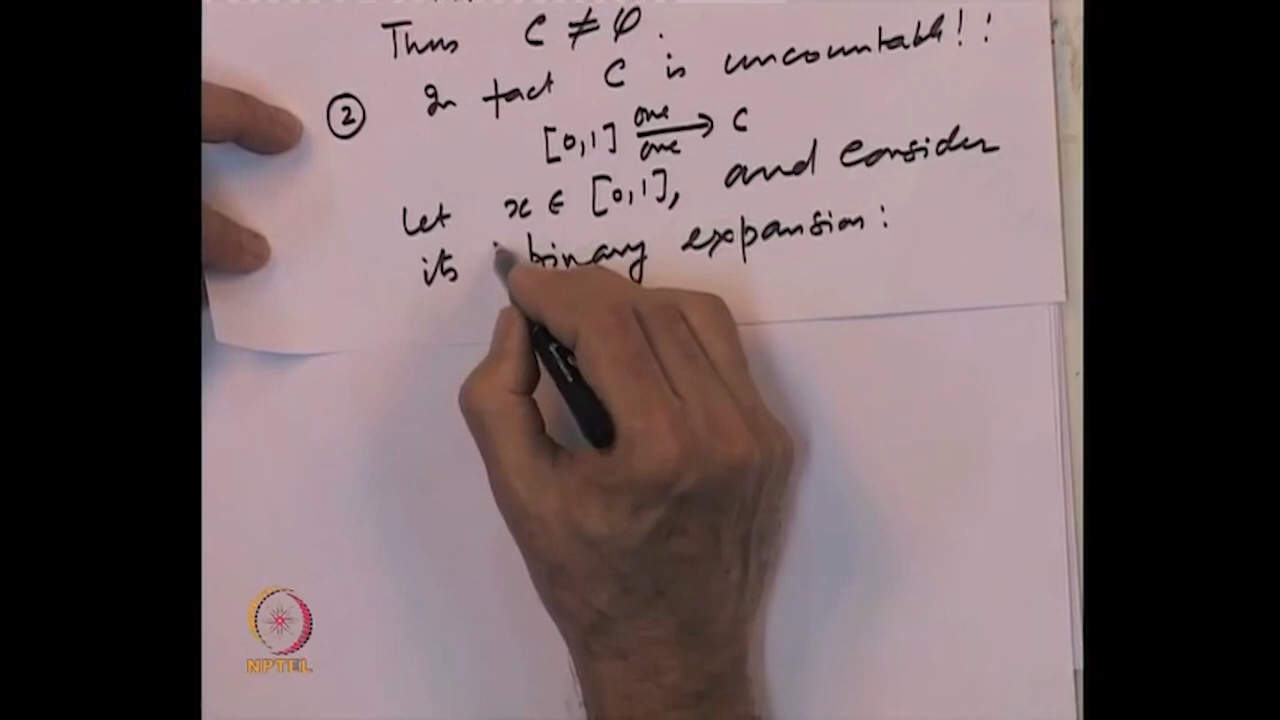 Thus C ≠ φ.
② In fact C is uncountable!!
[0,1] one
one → C
Let x ∈ [0,1], and consider
its binary expansion:
NPTEL